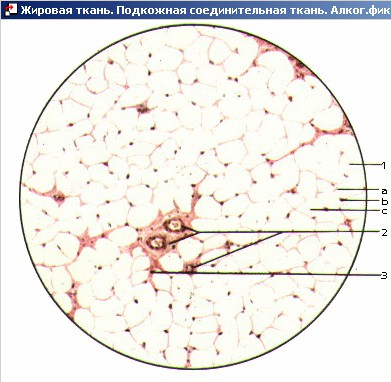 Жировая ткань. Подкожная соединительная ткань. Алког.фик
1
a
b
c
2
3